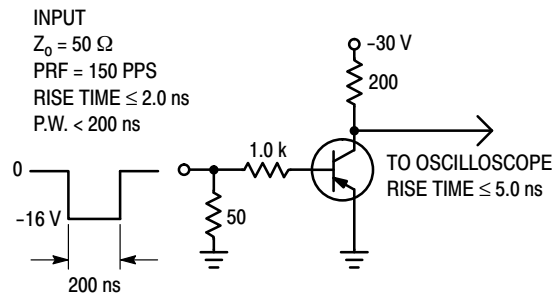 INPUT
Zo = 50 Ω
PRF = 150 PPS
RISE TIME ≤ 2.0 ns
P.W. < 200 ns
−30 V
200
1.0 k
TO OSCILLOSCOPE
RISE TIME ≤ 5.0 ns
0
−16 V
50
200 ns